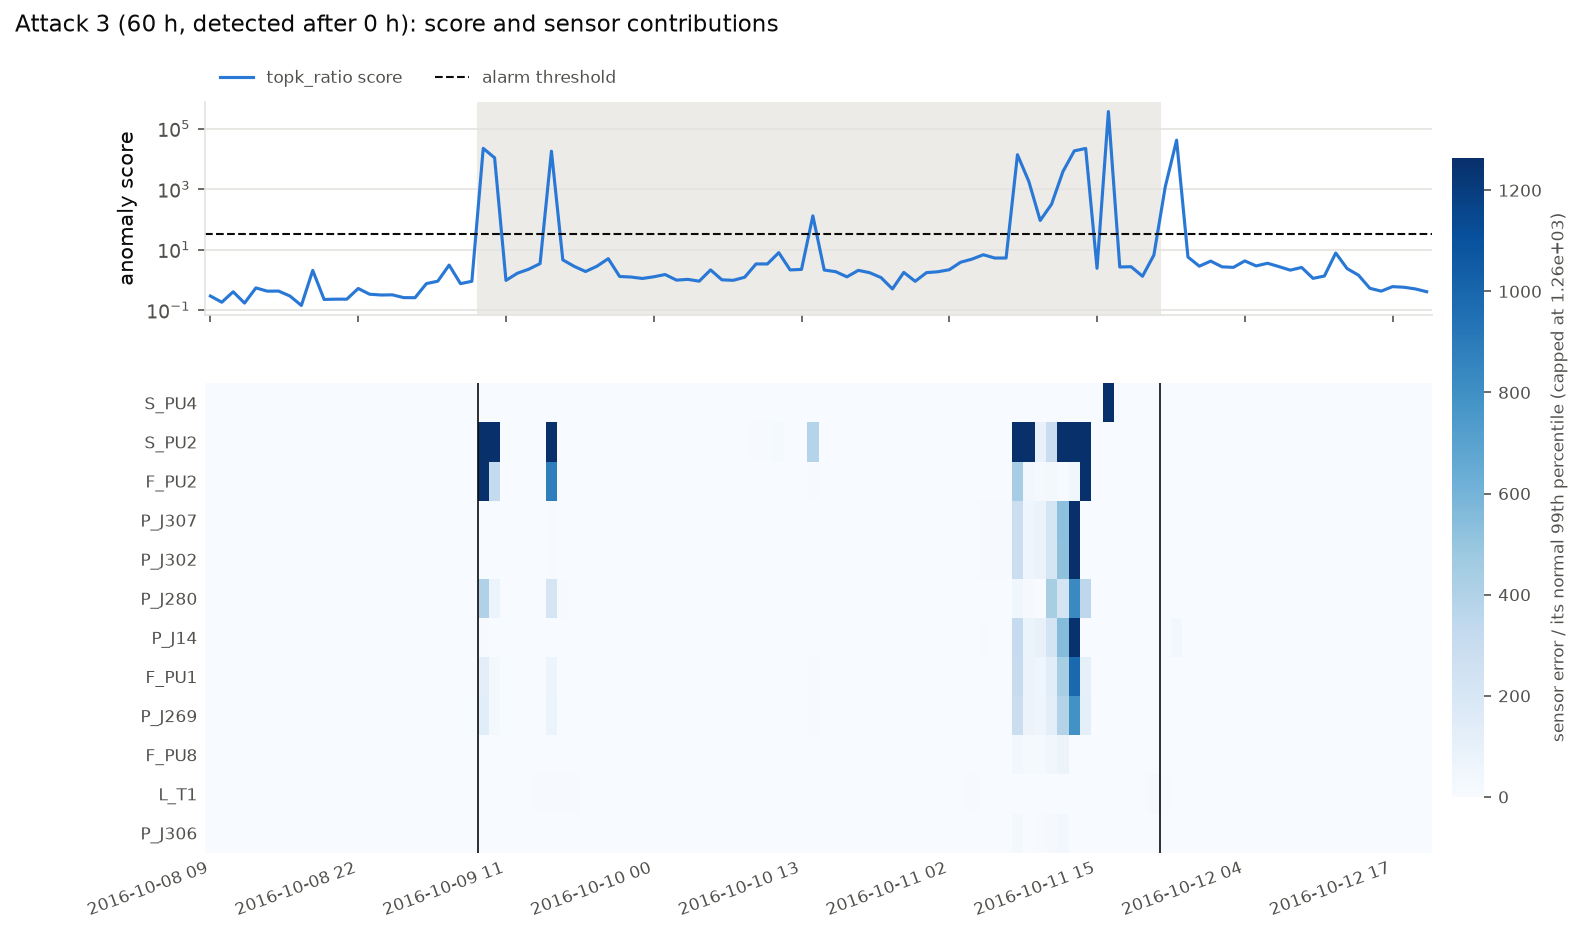 Attack 3 (60 h, detected after 0 h): score and sensor contributions
topk_ratio score
alarm threshold
anomaly score
10⁵
10³
10¹
10⁻¹
S_PU4
S_PU2
F_PU2
P_J307
P_J302
P_J280
P_J14
F_PU1
P_J269
F_PU8
L_T1
P_J306
2016-10-08 09
2016-10-08 22
2016-10-09 11
2016-10-10 00
2016-10-10 13
2016-10-11 02
2016-10-11 15
2016-10-12 04
2016-10-12 17
1200
1000
800
600
400
200
0
sensor error / its normal 99th percentile (capped at 1.26e+03)